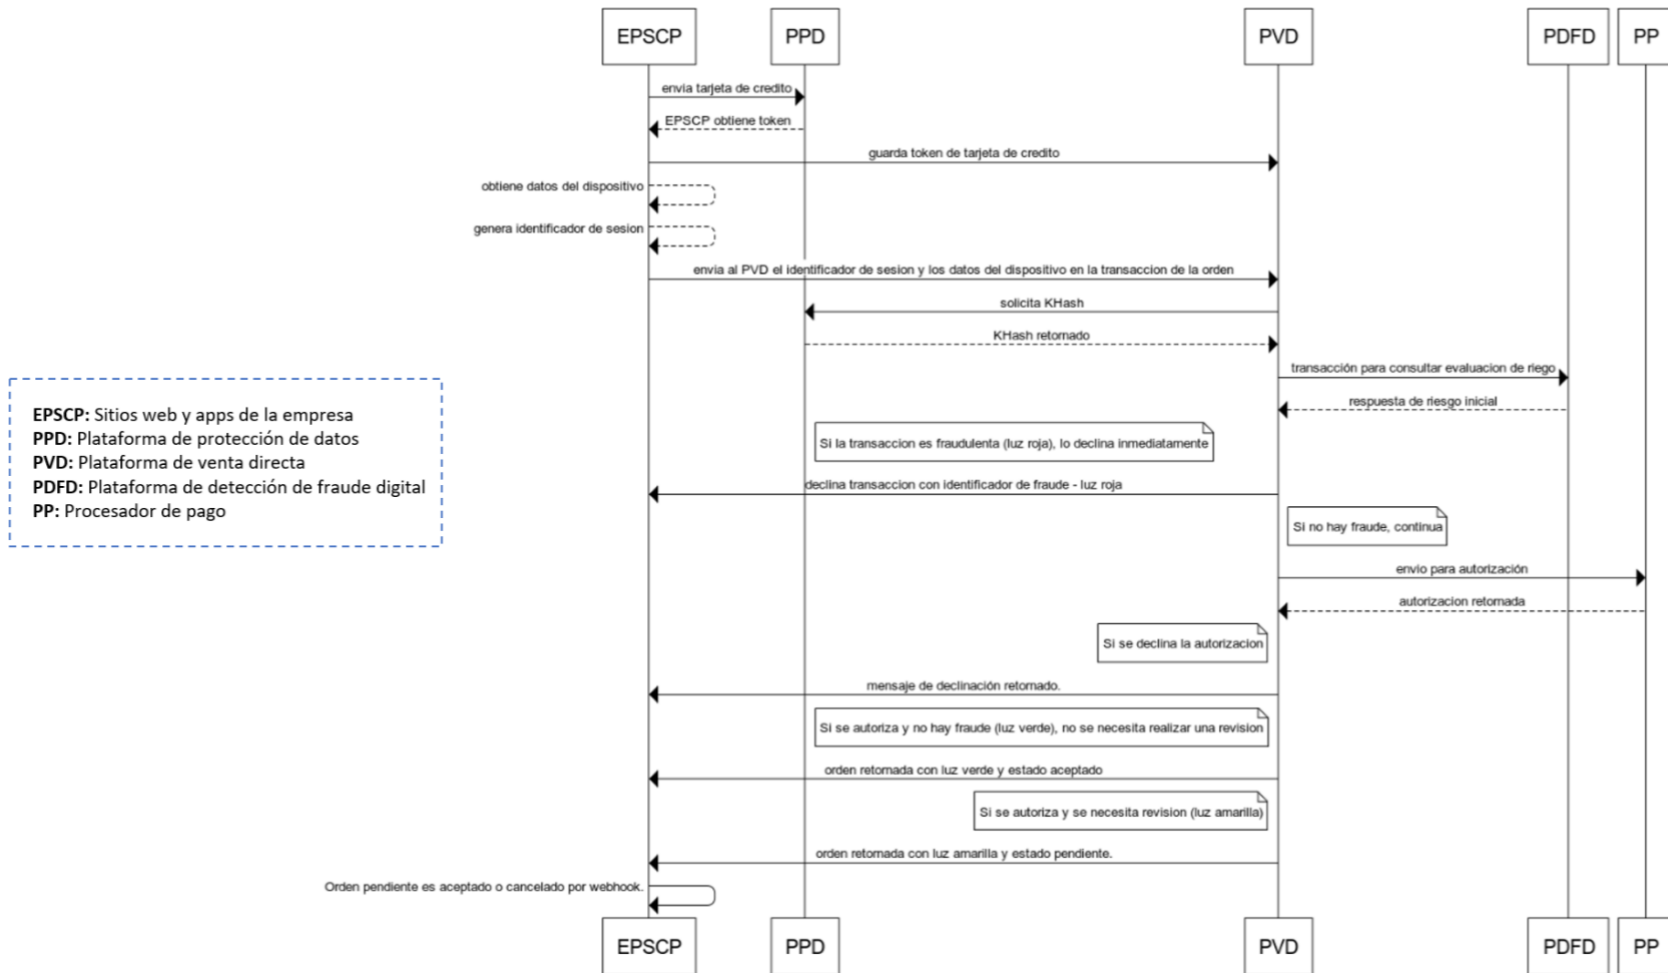 EPSCP
PPD
PVD
PDFD
PP
envia tarjeta de credito
EPSCP obtiene token
guarda token de tarjeta de credito
obtiene datos del dispositivo
genera identificador de sesion
envia al PVD el identificador de sesion y los datos del dispositivo en la transaccion de la orden
solicita KHash
KHash retornado
transacción para consultar evaluacion de riego
respuesta de riesgo inicial
EPSCP: Sitios web y apps de la empresa
PPD: Plataforma de protección de datos
PVD: Plataforma de venta directa
PDFD: Plataforma de detección de fraude digital
PP: Procesador de pago
Si la transaccion es fraudulenta (luz roja), lo declina inmediatamente
declina transaccion con identificador de fraude - luz roja
Si no hay fraude, continua
envio para autorización
autorizacion retornada
Si se declina la autorizacion
mensaje de declinación retornado.
Si se autoriza y no hay fraude (luz verde), no se necesita realizar una revision
orden retornada con luz verde y estado aceptado
Si se autoriza y se necesita revision (luz amarilla)
orden retornada con luz amarilla y estado pendiente.
Orden pendiente es aceptado o cancelado por webhook.
EPSCP
PPD
PVD
PDFD
PP